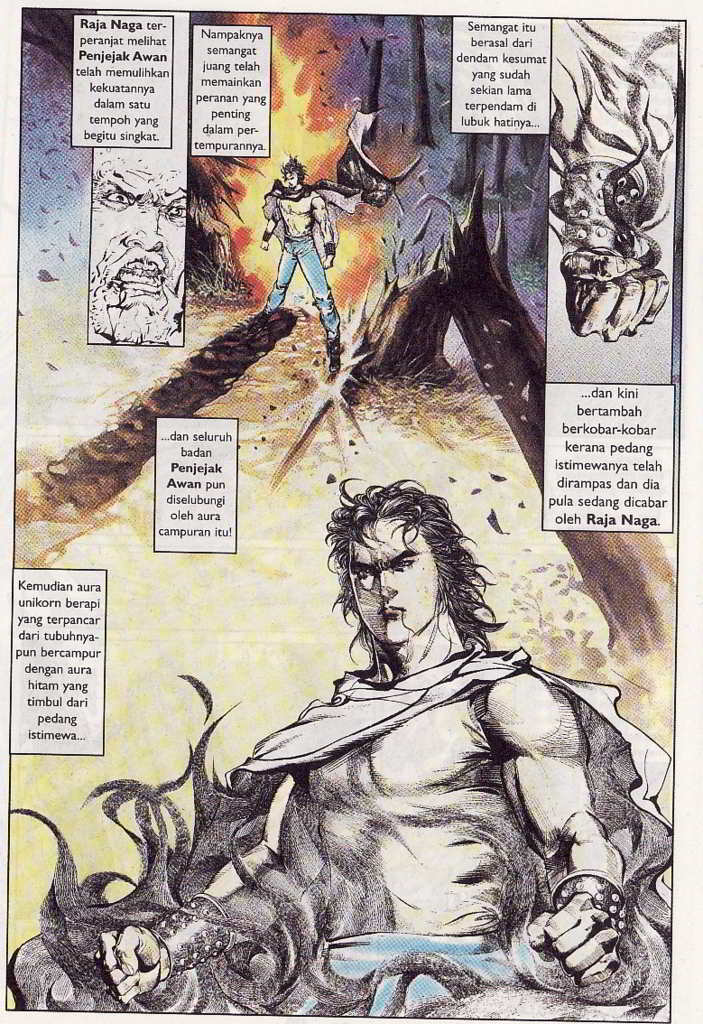 Raja Naga ter-
peranjat melihat
Penjejak Awan
telah memulihkan
kekuatannya
dalam satu
tempoh yang
begitu singkat.
Nampaknya
semangat
juang telah
memainkan
peranan yang
penting
dalam per-
tempurannya.
Semangat itu
berasal dari
dendam kesumat
yang sudah
sekian lama
terpendam di
lubuk hatinya...
...dan kini
bertambah
berkobar-kobar
kerana pedang
istimewanya telah
dirampas dan dia
pula sedang dicabar
oleh Raja Naga.
Kemudian aura
unikorn berapi
yang terpancar
dari tubuhnya-
pun bercampur
dengan aura
hitam yang
timbul dari
pedang
istimewa...
...dan seluruh
badan
Penjejak
Awan pun
diselubungi
oleh aura
campuran itu!